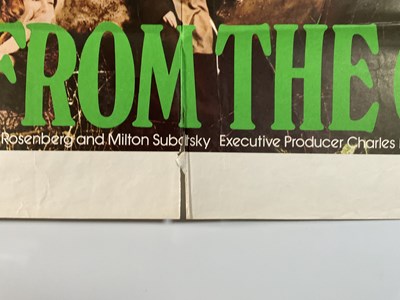 FROM THE
Rosenberg and Milton Subotsky Executive Producer Charles